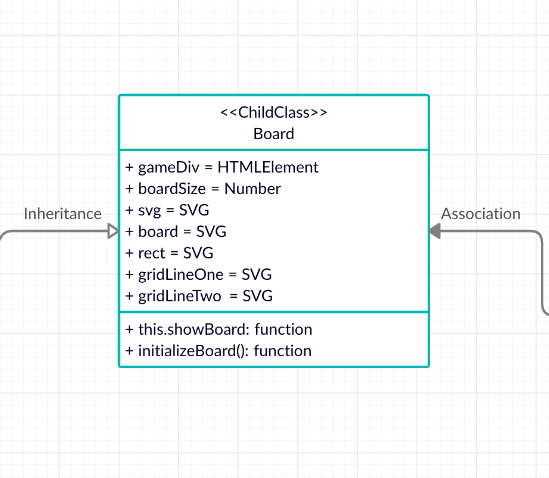 <<ChildClass>>
Board
+ gameDiv = HTMLElement
+ boardSize = Number
+ svg = SVG
+ board = SVG
+ rect = SVG
+ gridLineOne = SVG
+ gridLineTwo  = SVG
+ this.showBoard: function
+ initializeBoard(): function
Inheritance
Association